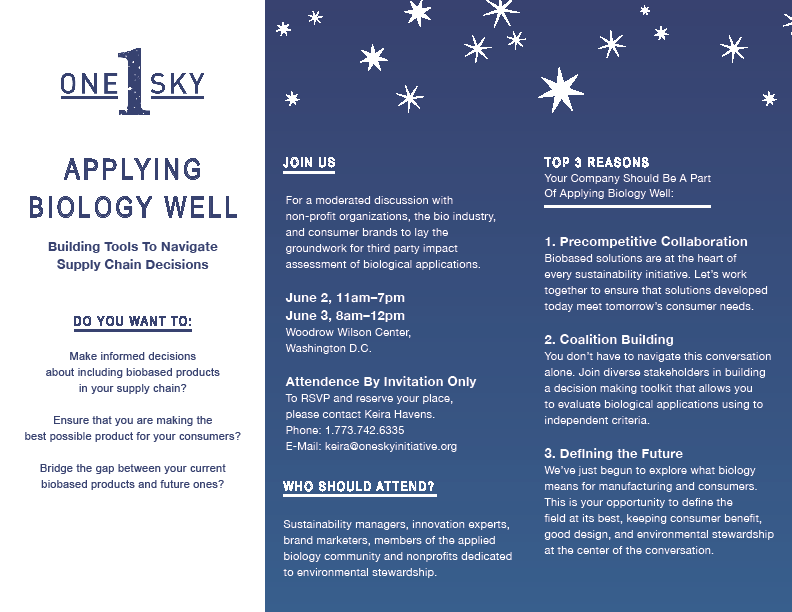 ONE 1 SKY
APPLYING
BIOLOGY WELL
Building Tools To Navigate
Supply Chain Decisions
DO YOU WANT TO:
Make informed decisions
about including biobased products
in your supply chain?
Ensure that you are making the
best possible product for your consumers?
Bridge the gap between your current
biobased products and future ones?
JOIN US
For a moderated discussion with
non-profit organizations, the bio industry,
and consumer brands to lay the
groundwork for third party impact
assessment of biological applications.
June 2, 11am–7pm
June 3, 8am–12pm
Woodrow Wilson Center,
Washington D.C.
Attendence By Invitation Only
To RSVP and reserve your place,
please contact Keira Havens.
Phone: 1.773.742.6335
E-Mail: keira@oneskyinitiative.org
WHO SHOULD ATTEND?
Sustainability managers, innovation experts,
brand marketers, members of the applied
biology community and nonprofits dedicated
to environmental stewardship.
TOP 3 REASONS
Your Company Should Be A Part
Of Applying Biology Well:
1. Precompetitive Collaboration
Biobased solutions are at the heart of
every sustainability initiative. Let's work
together to ensure that solutions developed
today meet tomorrow's consumer needs.
2. Coalition Building
You don't have to navigate this conversation
alone. Join diverse stakeholders in building
a decision making toolkit that allows you
to evaluate biological applications using to
independent criteria.
3. Defining the Future
We've just begun to explore what biology
means for manufacturing and consumers.
This is your opportunity to define the
field at its best, keeping consumer benefit,
good design, and environmental stewardship
at the center of the conversation.